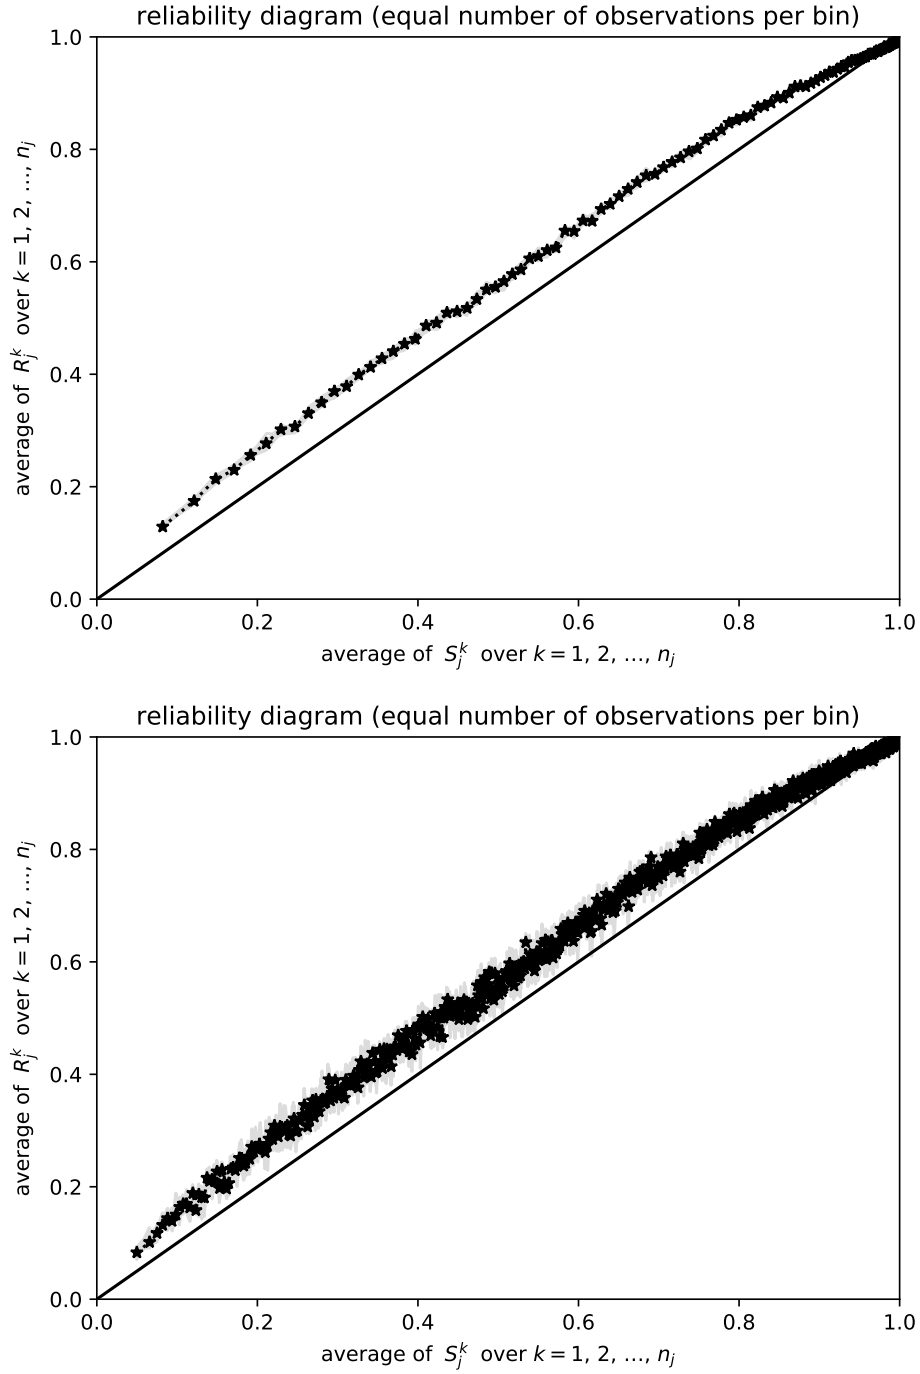 reliability diagram (equal number of observations per bin)
1.0
0.8
0.6
0.4
0.2
0.0
average of R_j^k over k = 1, 2, ..., n_j
0.0 0.2 0.4 0.6 0.8 1.0
average of S_j^k over k = 1, 2, ..., n_j
reliability diagram (equal number of observations per bin)
1.0
0.8
0.6
0.4
0.2
0.0
average of R_j^k over k = 1, 2, ..., n_j
0.0 0.2 0.4 0.6 0.8 1.0
average of S_j^k over k = 1, 2, ..., n_j